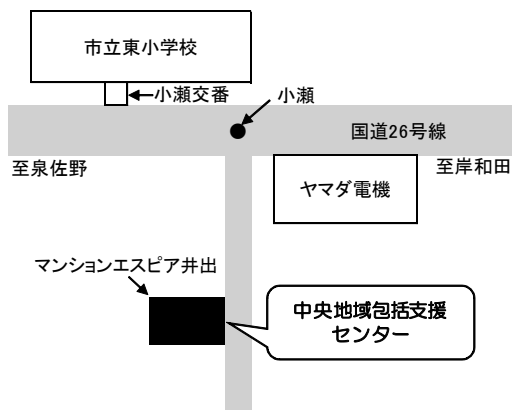 市立東小学校
小瀬交番
小瀬
国道26号線
至泉佐野
至岸和田
ヤマダ電機
マンションエスピア井出
中央地域包括支援
センター